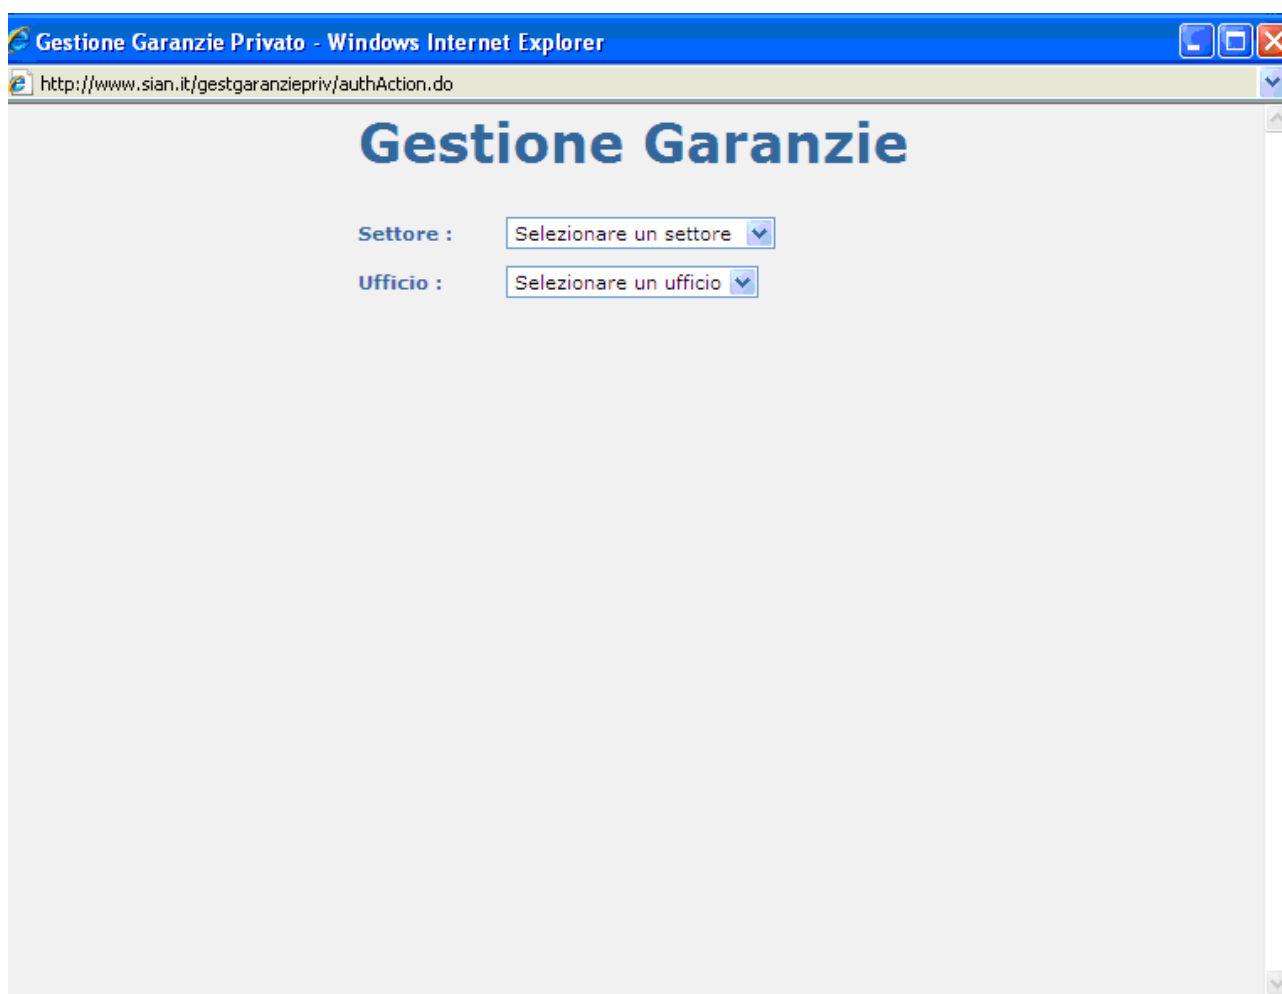 Gestione Garanzie Privato - Windows Internet Explorer
http://www.sian.it/gestgaranziepriv/authAction.do
Gestione Garanzie
Settore : Selezionare un settore
Ufficio : Selezionare un ufficio